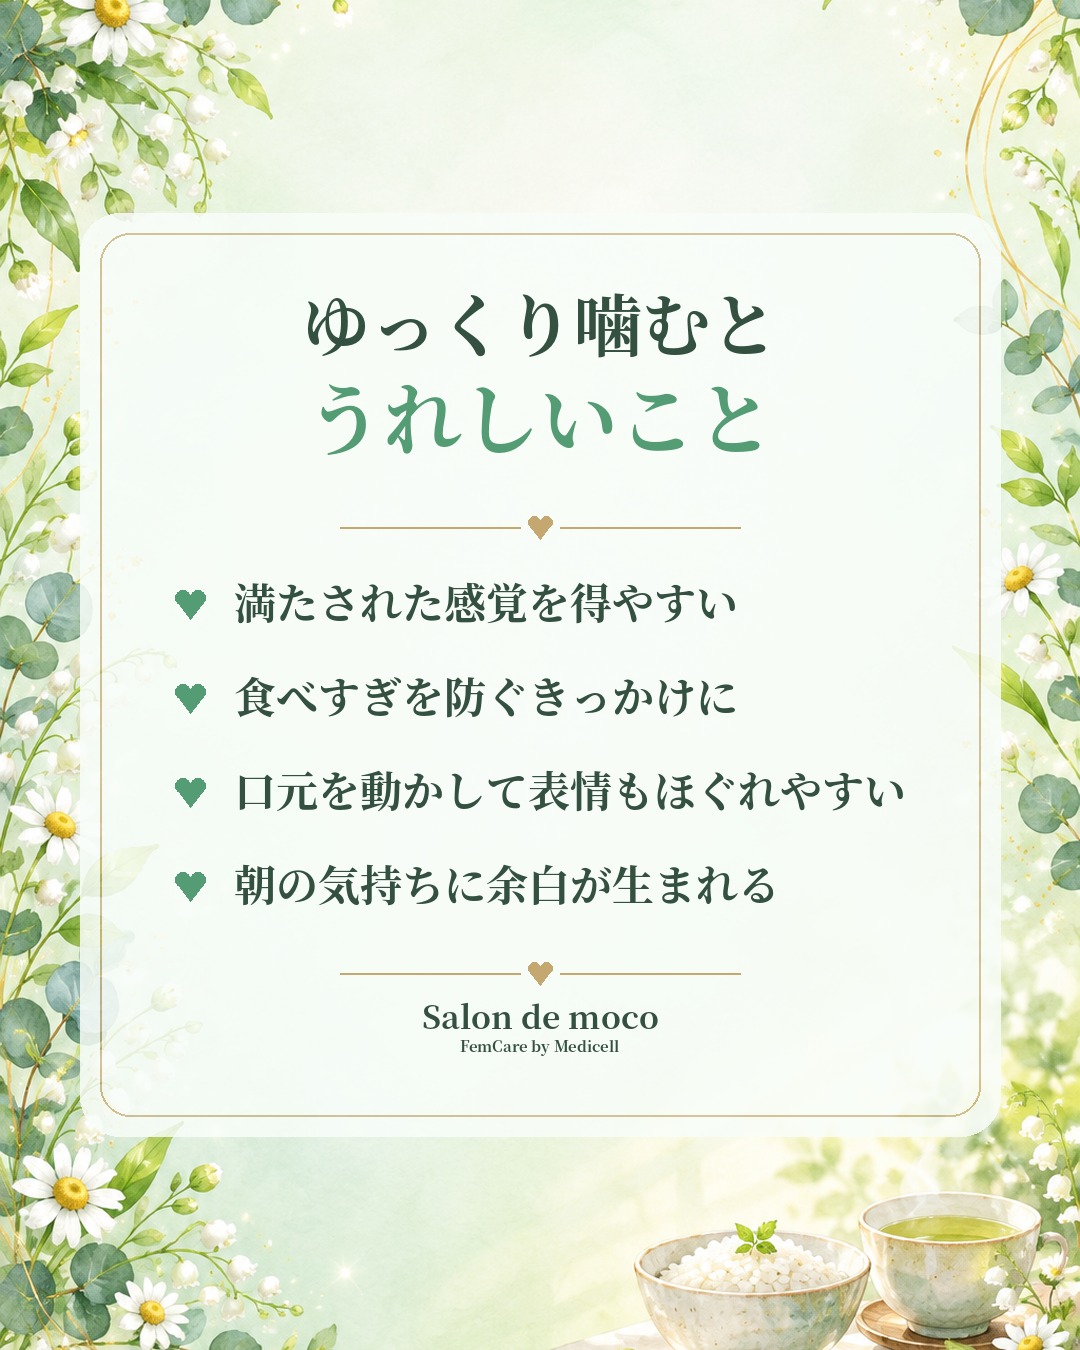 ゆっくり噛むと
うれしいこと
満たされた感覚を得やすい
食べすぎを防ぐきっかけに
口元を動かして表情もほぐれやすい
朝の気持ちに余白が生まれる
Salon de moco
FemCare by Medicell